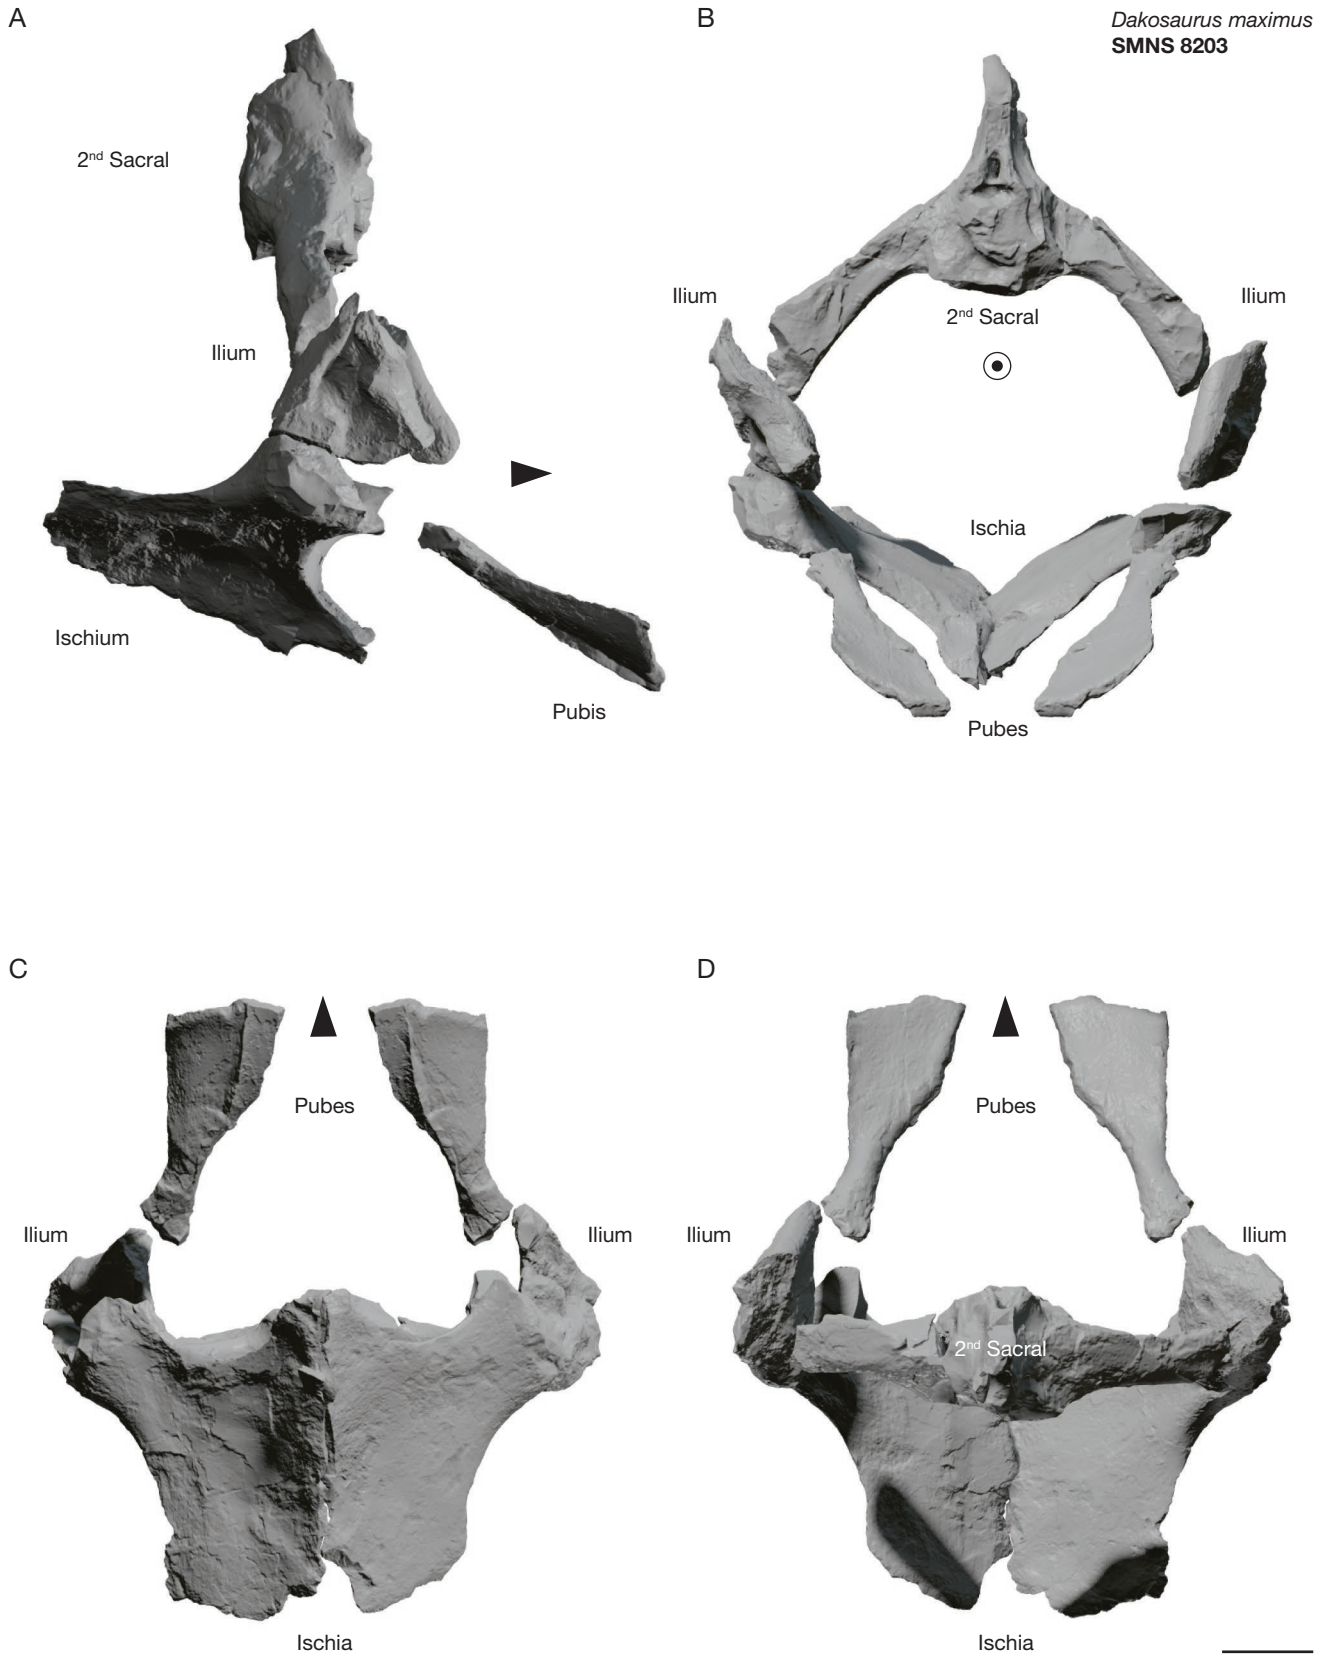 A
B
Dakosaurus maximus
SMNS 8203
2nd Sacral
Ilium
Ischium
Pubis
Ilium
Ilium
2nd Sacral
Ischia
Pubes
C
D
Pubes
Ilium
Ilium
Ischia
Pubes
Ilium
Ilium
2nd Sacral
Ischia